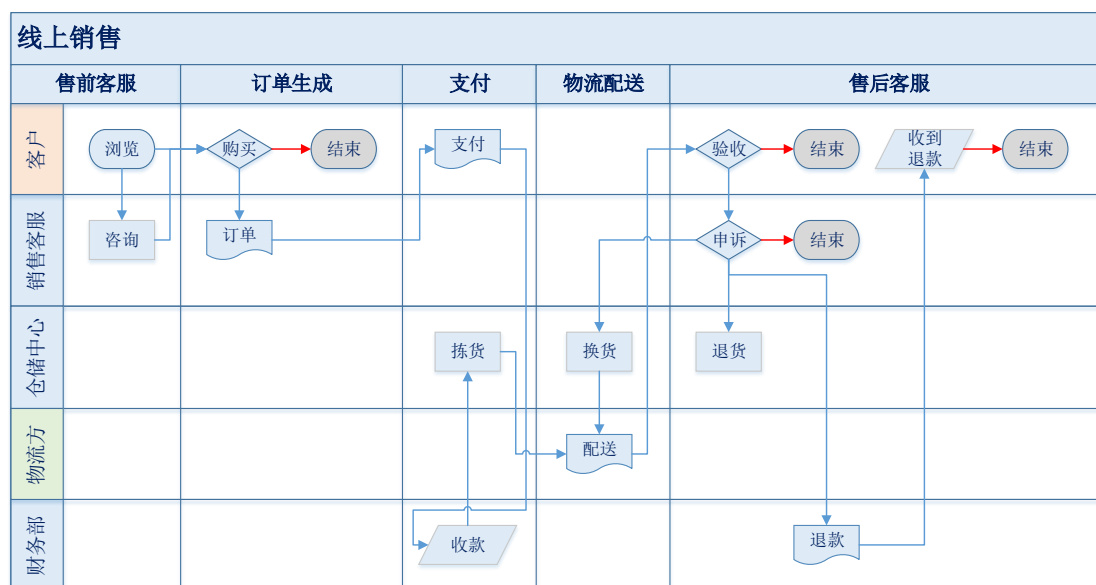 线上销售
售前客服
订单生成
支付
物流配送
售后客服
客户
浏览
购买
结束
支付
验收
结束
收到
退款
结束
销售客服
咨询
订单
申诉
结束
仓储中心
拣货
换货
退货
物流方
配送
财务部
收款
退款